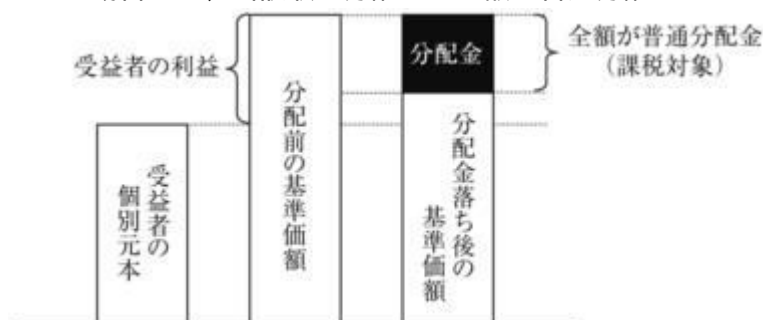 受益者の利益
分配金
全額が普通分配金
(課税対象)
受益者の
個別元本
分配前の基準価額
分配金落ち後の
基準価額